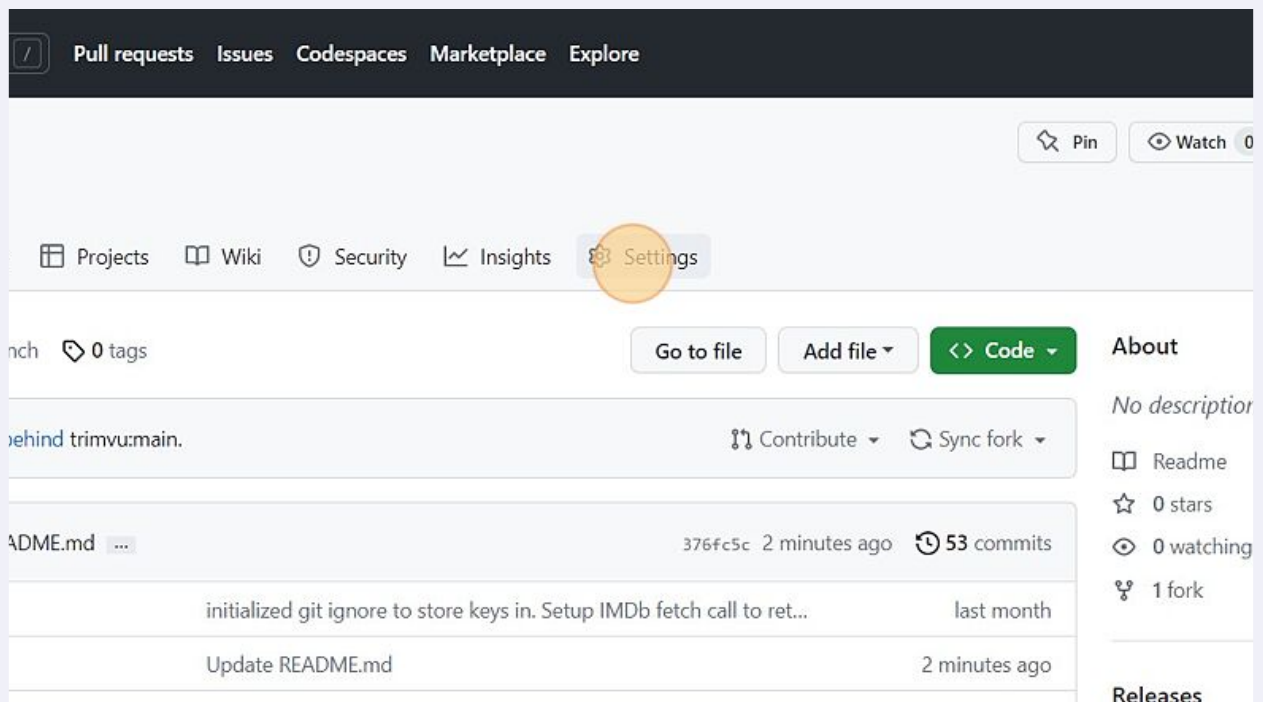 / Pull requests Issues Codespaces Marketplace Explore
Pin Watch 0
Projects Wiki Security Insights Settings
nch 0 tags Go to file Add file Code About
No description
behind trimvu:main. Contribute Sync fork
Readme
0 stars
ADME.md ... 376fc5c 2 minutes ago 53 commits
0 watching
1 fork
initialized git ignore to store keys in. Setup IMDb fetch call to ret... last month
Update README.md 2 minutes ago
Releases